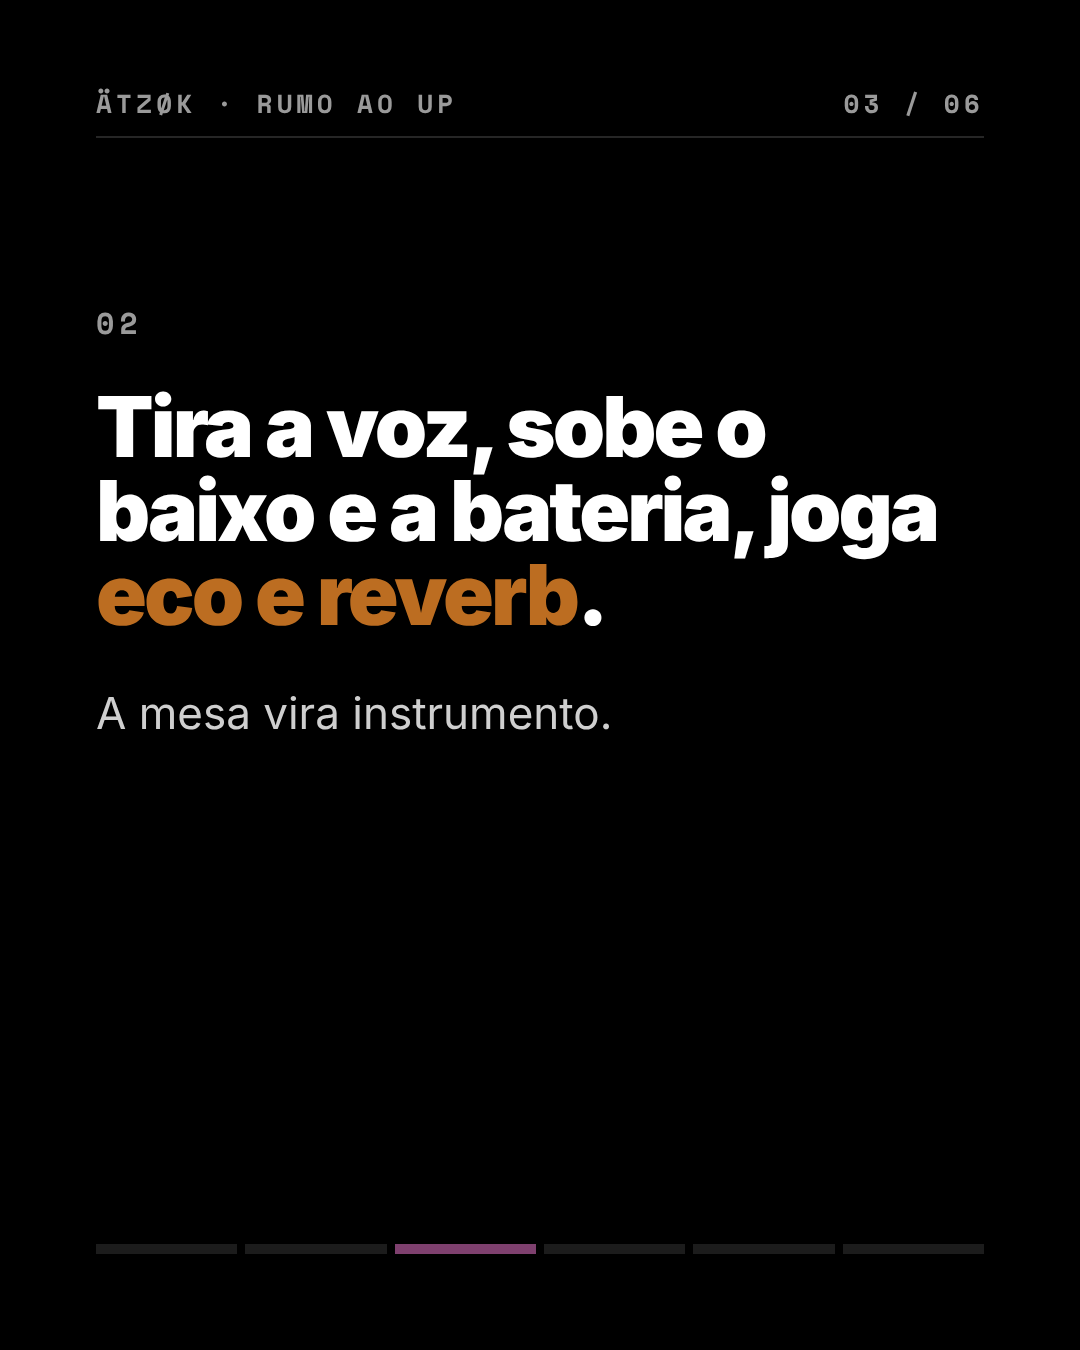 ÄTZØK · RUMO AO UP
03 / 06
02
Tira a voz, sobe o
baixo e a bateria, joga
eco e reverb.
A mesa vira instrumento.